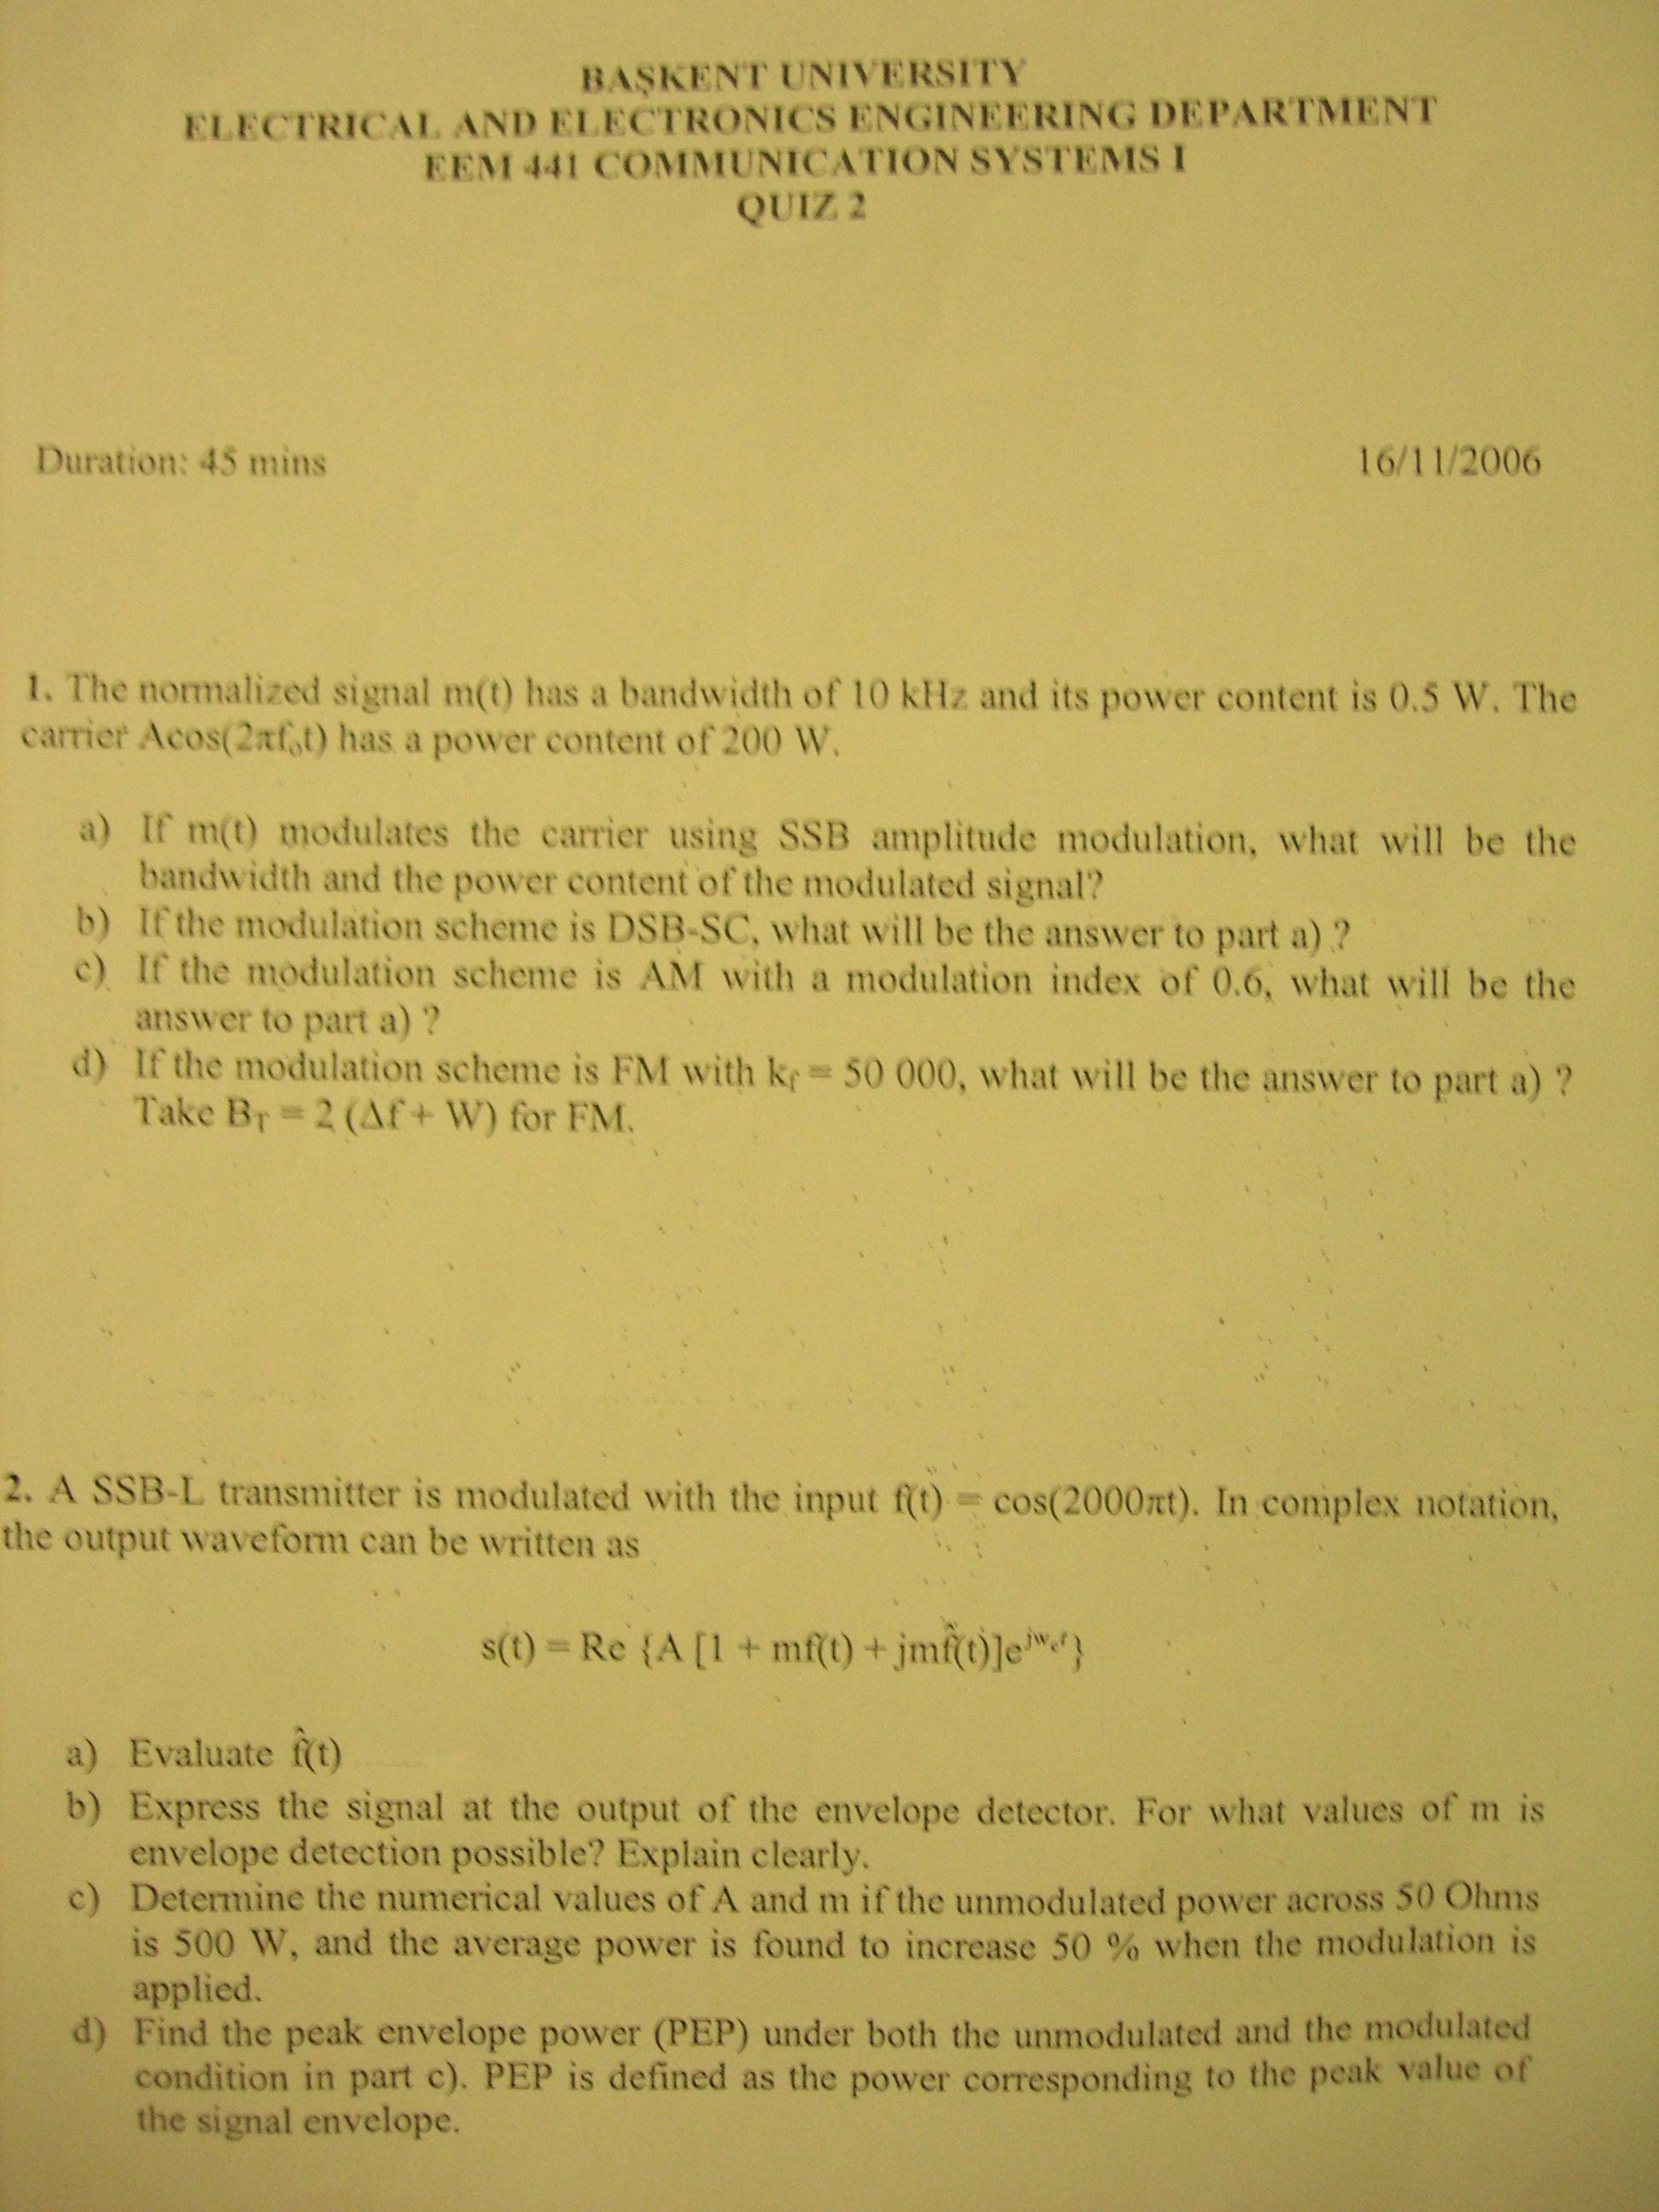 BAŞKENT UNIVERSITY
ELECTRICAL AND ELECTRONICS ENGINEERING DEPARTMENT
EEM 441 COMMUNICATION SYSTEMS I
QUIZ 2
Duration: 45 mins 16/11/2006
1. The normalized signal m(t) has a bandwidth of 10 kHz and its power content is 0.5 W. The
carrier Acos(2πf₀t) has a power content of 200 W.
a) If m(t) modulates the carrier using SSB amplitude modulation, what will be the
bandwidth and the power content of the modulated signal?
b) If the modulation scheme is DSB-SC, what will be the answer to part a) ?
c) If the modulation scheme is AM with a modulation index of 0.6, what will be the
answer to part a) ?
d) If the modulation scheme is FM with k_f = 50 000, what will be the answer to part a) ?
Take B_T = 2 (Δf + W) for FM.
2. A SSB-L transmitter is modulated with the input f(t) = cos(2000πt). In complex notation,
the output waveform can be written as
s(t) = Re {A [1 + mf(t) + jmf̂(t)]e^{jw_c t}}
a) Evaluate f̂(t)
b) Express the signal at the output of the envelope detector. For what values of m is
envelope detection possible? Explain clearly.
c) Determine the numerical values of A and m if the unmodulated power across 50 Ohms
is 500 W, and the average power is found to increase 50 % when the modulation is
applied.
d) Find the peak envelope power (PEP) under both the unmodulated and the modulated
condition in part c). PEP is defined as the power corresponding to the peak value of
the signal envelope.